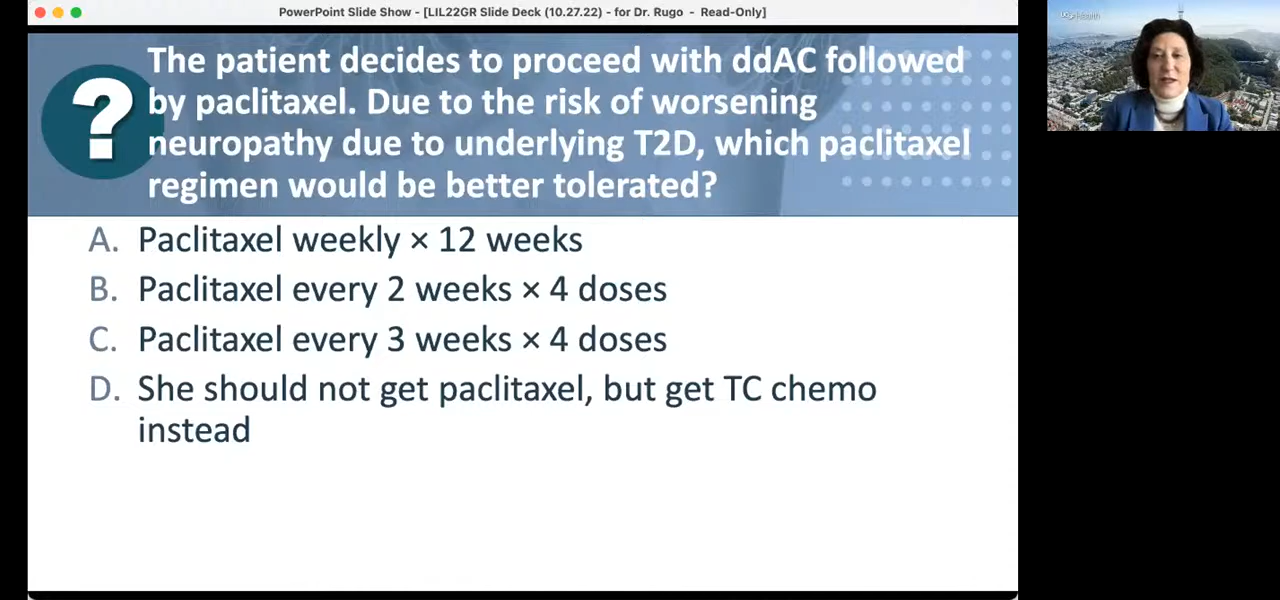 PowerPoint Slide Show - [LIL22GR Slide Deck (10.27.22) - for Dr. Rugo - Read-Only]
?
The patient decides to proceed with ddAC followed
by paclitaxel. Due to the risk of worsening
neuropathy due to underlying T2D, which paclitaxel
regimen would be better tolerated?
A. Paclitaxel weekly × 12 weeks
B. Paclitaxel every 2 weeks × 4 doses
C. Paclitaxel every 3 weeks × 4 doses
D. She should not get paclitaxel, but get TC chemo
instead